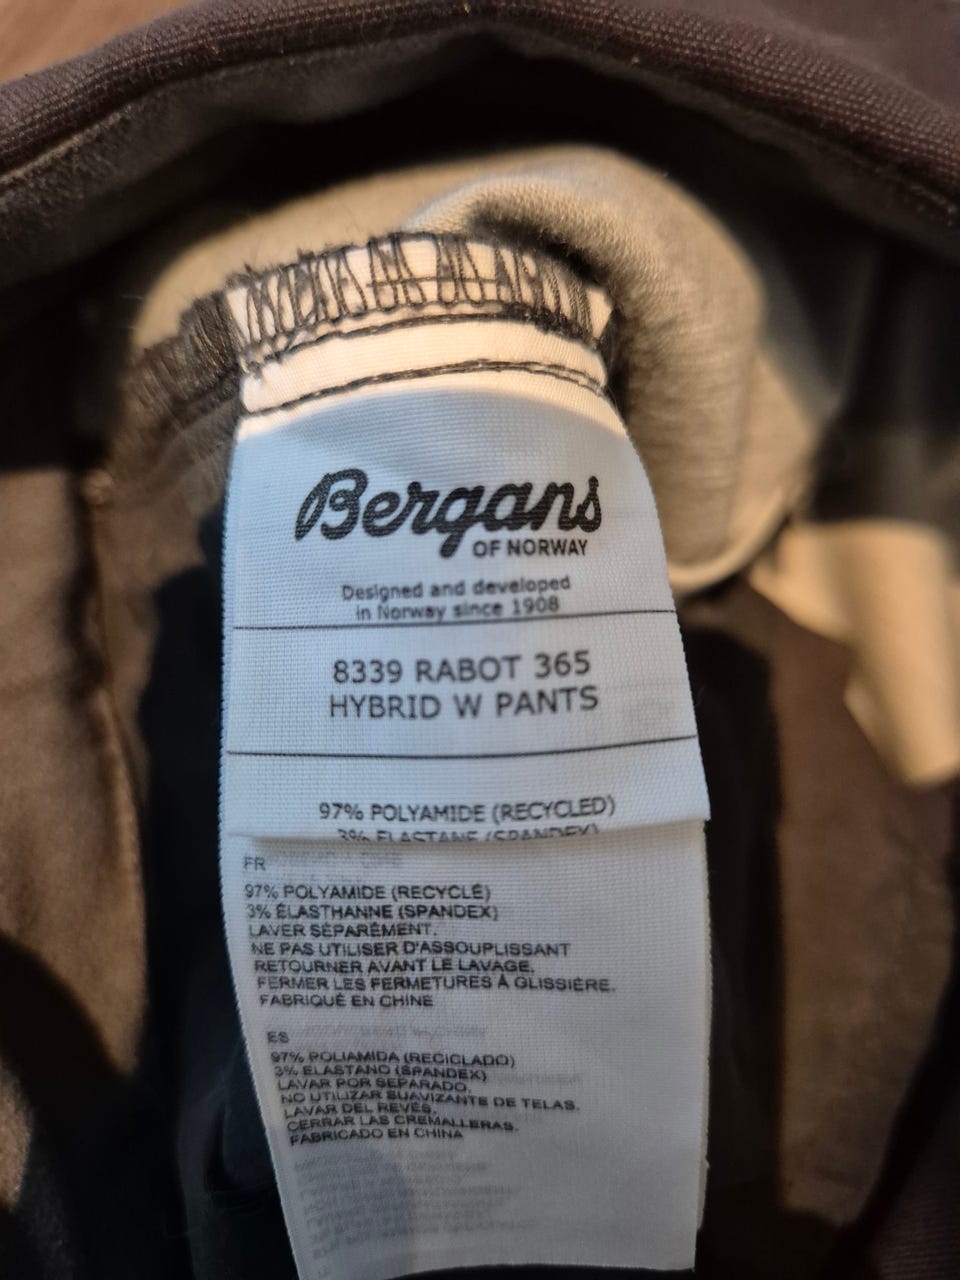 Bergans
OF NORWAY
Designed and developed
in Norway since 1908
8339 RABOT 365
HYBRID W PANTS
97% POLYAMIDE (RECYCLED)
3% ELASTANE (SPANDEX)
FR
97% POLYAMIDE (RECYCLÉ)
3% ÉLASTHANNE (SPANDEX)
LAVER SÉPARÉMENT.
NE PAS UTILISER D'ASSOUPLISSANT
RETOURNER AVANT LE LAVAGE.
FERMER LES FERMETURES À GLISSIÈRE.
FABRIQUÉ EN CHINE
ES
97% POLIAMIDA (RECICLADO)
3% ELASTANO (SPANDEX)
LAVAR POR SEPARADO.
NO UTILIZAR SUAVIZANTE DE TELAS.
LAVAR DEL REVÉS.
CERRAR LAS CREMALLERAS.
FABRICADO EN CHINA